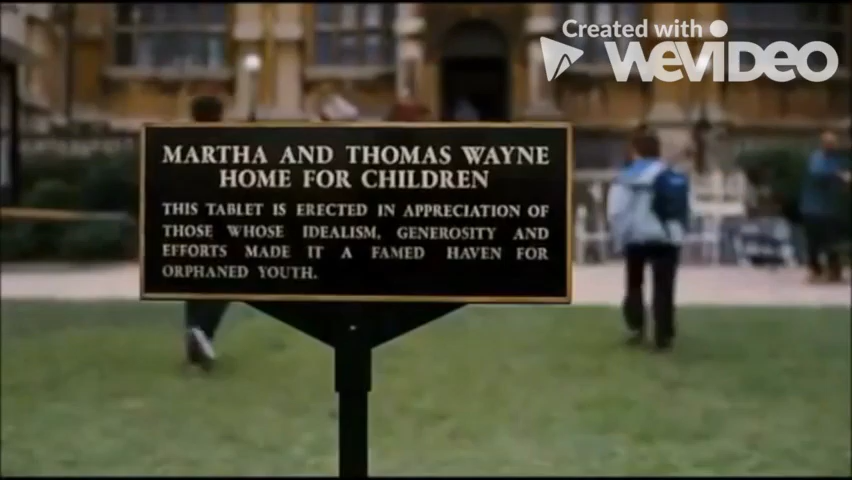 Created with
WEVIDEO
MARTHA AND THOMAS WAYNE
HOME FOR CHILDREN
THIS TABLET IS ERECTED IN APPRECIATION OF
THOSE WHOSE IDEALISM, GENEROSITY AND
EFFORTS MADE IT A FAMED HAVEN FOR
ORPHANED YOUTH.